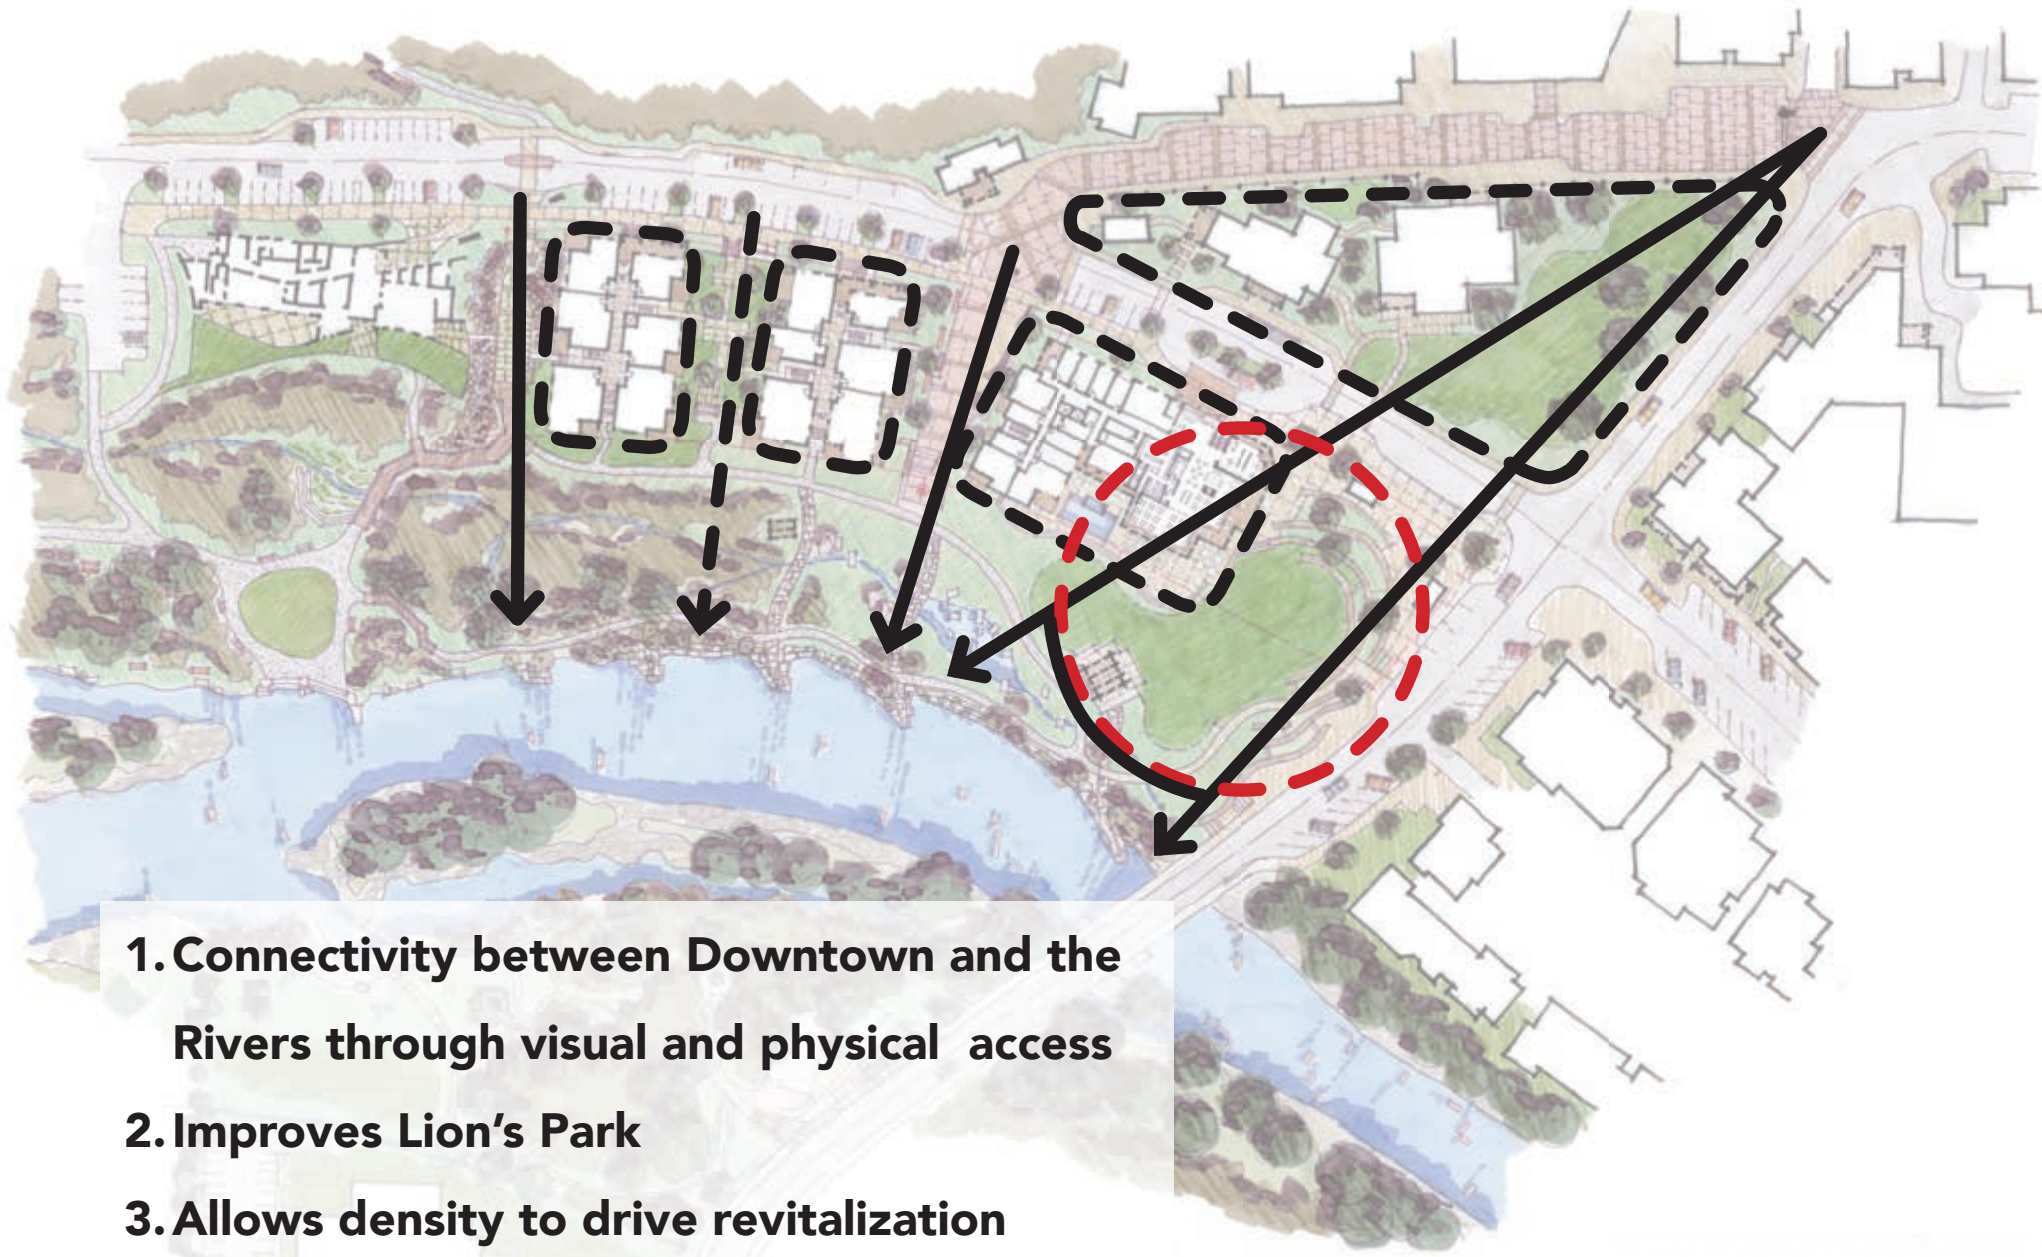 1. Connectivity between Downtown and the
Rivers through visual and physical access
2. Improves Lion's Park
3. Allows density to drive revitalization